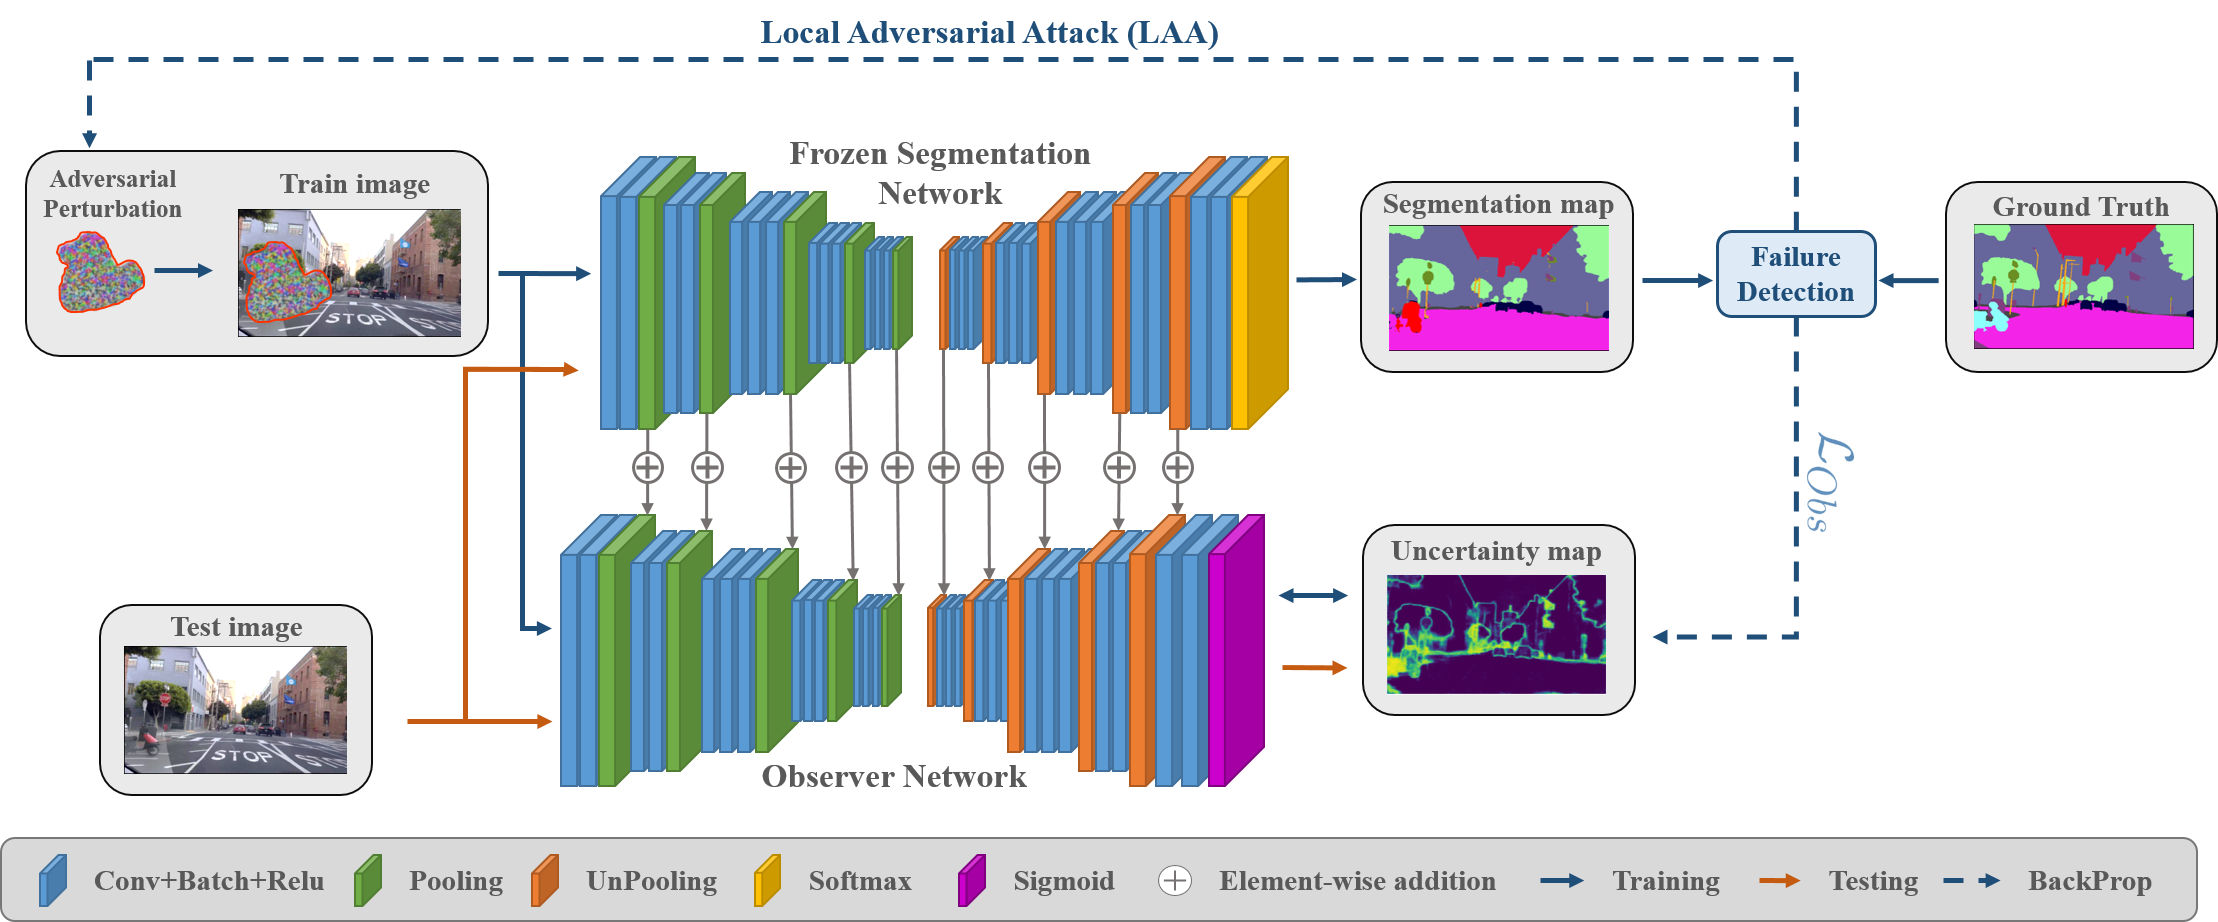 Local Adversarial Attack (LAA)
Adversarial
Perturbation
Train image
STOP
Frozen Segmentation
Network
Segmentation map
Failure
Detection
Ground Truth
ℒObs
Test image
STOP
Observer Network
Uncertainty map
Conv+Batch+Relu
Pooling
UnPooling
Softmax
Sigmoid
Element-wise addition
Training
Testing
BackProp